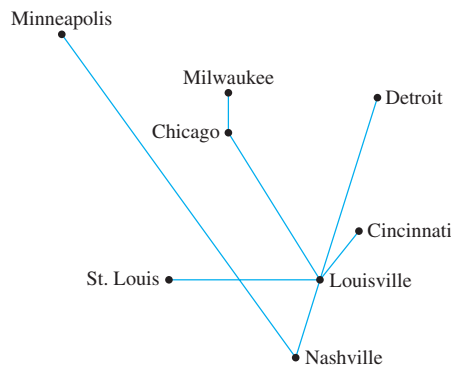 Minneapolis
Milwaukee
Detroit
Chicago
Cincinnati
St. Louis
Louisville
Nashville